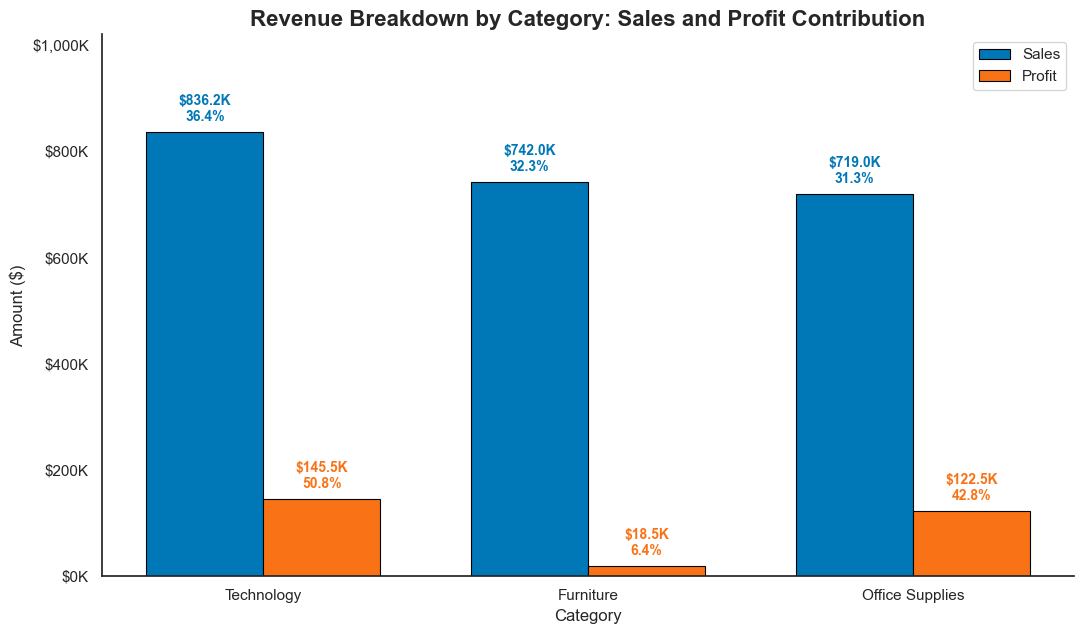 Revenue Breakdown by Category: Sales and Profit Contribution
$1,000K
$800K
$600K
$400K
$200K
$0K
Amount ($)
Sales
Profit
$836.2K
36.4%
$145.5K
50.8%
$742.0K
32.3%
$18.5K
6.4%
$719.0K
31.3%
$122.5K
42.8%
Technology
Furniture
Office Supplies
Category